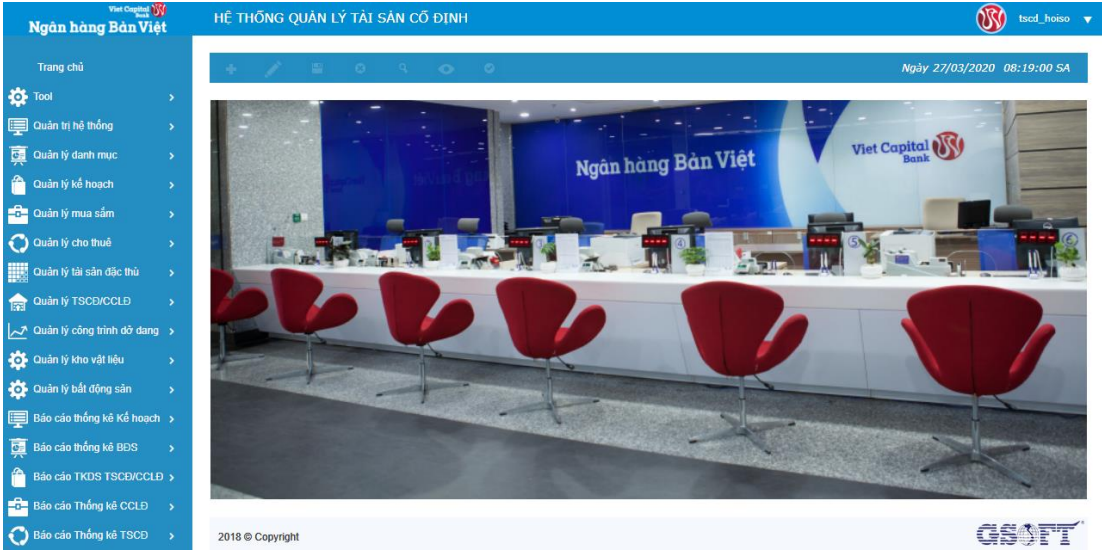 Viet Capital
Bank
Ngân hàng Bản Việt
HỆ THỐNG QUẢN LÝ TÀI SẢN CỐ ĐỊNH
tscd_hoiso
Trang chủ
Tool
Quản trị hệ thống
Quản lý danh mục
Quản lý kế hoạch
Quản lý mua sắm
Quản lý cho thuê
Quản lý tài sản đặc thù
Quản lý TSCĐ/CCLĐ
Quản lý công trình dở dang
Quản lý kho vật liệu
Quản lý bất động sản
Báo cáo thống kê Kế hoạch
Báo cáo thống kê BĐS
Báo cáo TKDS TSCĐ/CCLĐ
Báo cáo Thống kê CCLĐ
Báo cáo Thống kê TSCĐ
Ngày 27/03/2020 08:19:00 SA
Ngân hàng Bản Việt
Viet Capital
Bank
4
5
6
2018 © Copyright
GSOFT